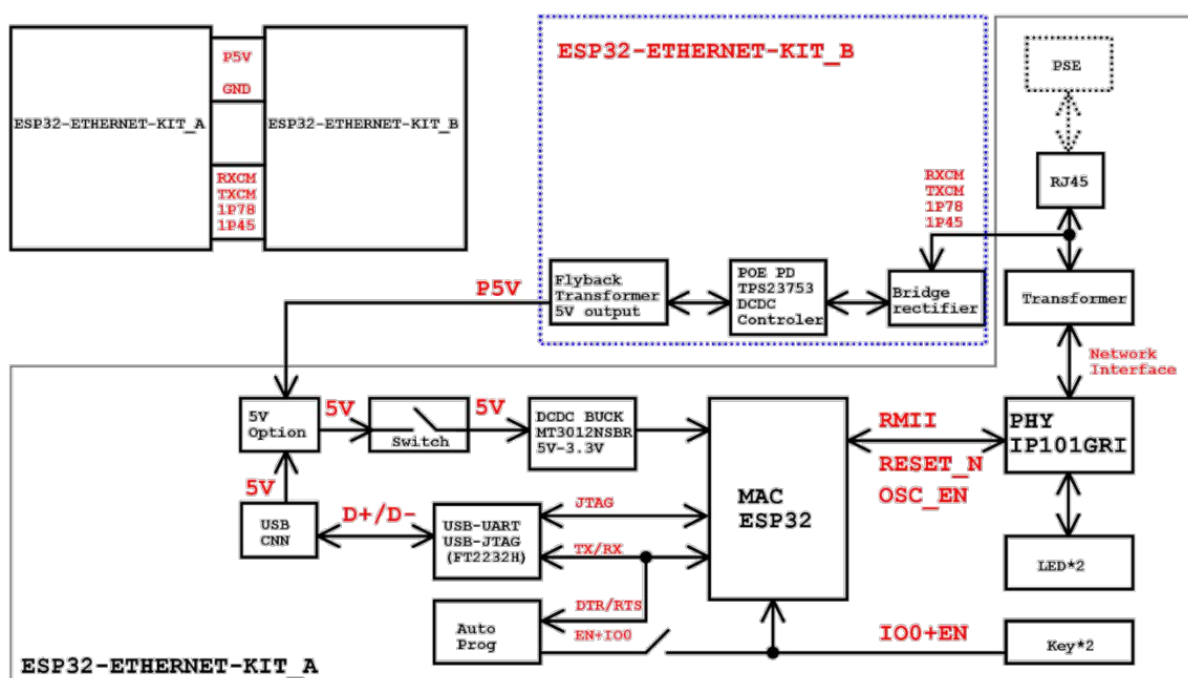 ESP32-ETHERNET-KIT_A
P5V
GND
RXCM
TXCM
1P78
1P45
ESP32-ETHERNET-KIT_B
ESP32-ETHERNET-KIT_B
PSE
RJ45
RXCM
TXCM
1P78
1P45
P5V
Flyback
Transformer
5V output
POE PD
TPS23753
DCDC
Controler
Bridge
rectifier
Transformer
Network
Interface
5V
Option
5V
Switch
5V
DCDC BUCK
MT3012NSBR
5V-3.3V
MAC
ESP32
RMII
RESET_N
OSC_EN
PHY
IP101GRI
5V
USB
CNN
D+/D-
USB-UART
USB-JTAG
(FT2232H)
JTAG
TX/RX
DTR/RTS
EN+IO0
Auto
Prog
LED*2
IO0+EN
Key*2
ESP32-ETHERNET-KIT_A